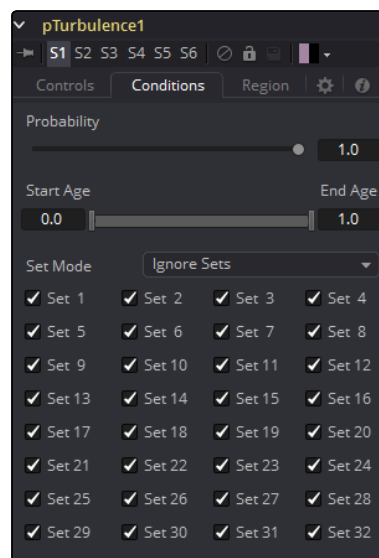 pTurbulence1
S1 S2 S3 S4 S5 S6
Controls Conditions Region
Probability
1.0
Start Age End Age
0.0 1.0
Set Mode Ignore Sets
Set 1 Set 2 Set 3 Set 4
Set 5 Set 6 Set 7 Set 8
Set 9 Set 10 Set 11 Set 12
Set 13 Set 14 Set 15 Set 16
Set 17 Set 18 Set 19 Set 20
Set 21 Set 22 Set 23 Set 24
Set 25 Set 26 Set 27 Set 28
Set 29 Set 30 Set 31 Set 32